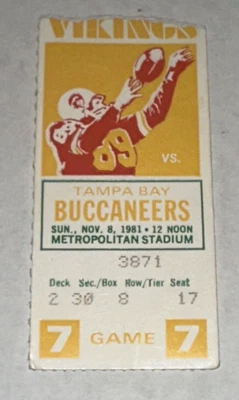 VIKINGS
89
VS.
TAMPA BAY
BUCCANEERS
SUN., NOV. 8, 1981 • 12 NOON
METROPOLITAN STADIUM
3871
Deck Sec./Box Row/Tier Seat
2 30 8 17
7 GAME 7